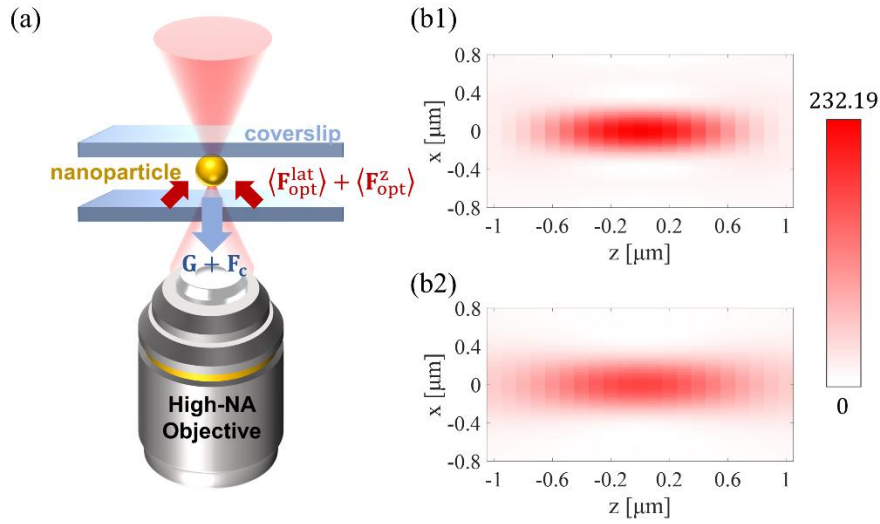 (a)
coverslip
nanoparticle
⟨F_opt^lat⟩ + ⟨F_opt^z⟩
G + F_c
High-NA
Objective
(b1)
0.8
0.4
0
-0.4
-0.8
x [μm]
-1 -0.6 -0.2 0.2 0.6 1
z [μm]
232.19
0
(b2)
0.8
0.4
0
-0.4
-0.8
x [μm]
-1 -0.6 -0.2 0.2 0.6 1
z [μm]